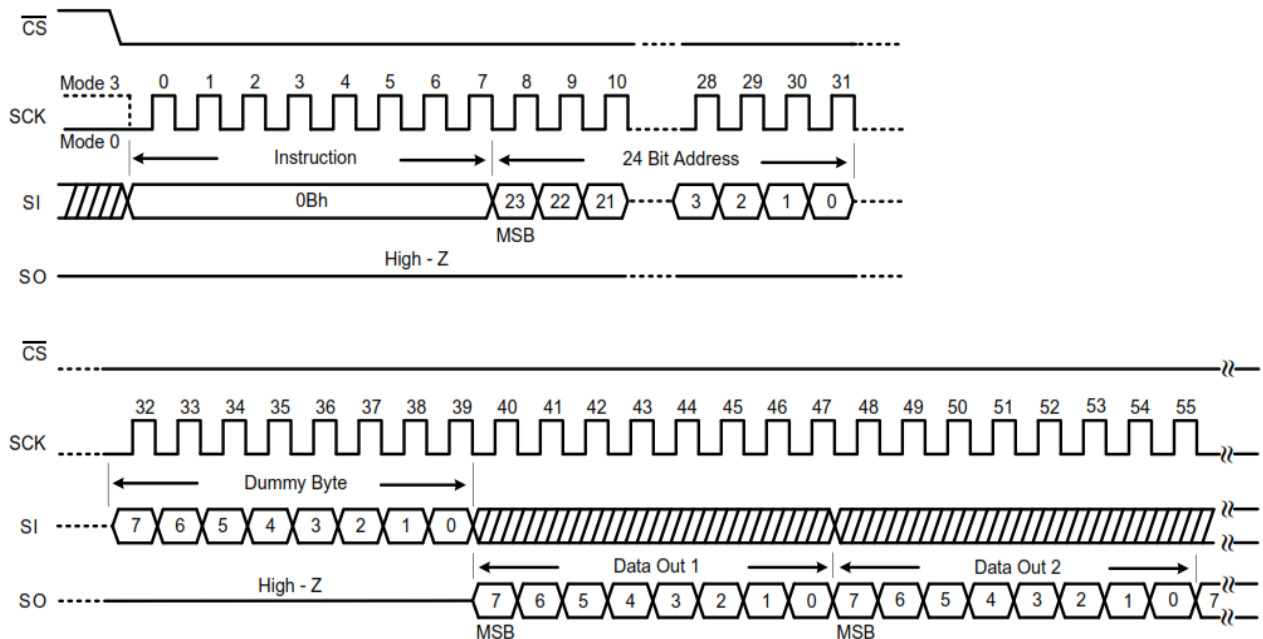 CS
Mode 3 0 1 2 3 4 5 6 7 8 9 10 28 29 30 31
SCK
Mode 0
Instruction 24 Bit Address
SI 0Bh 23 22 21 3 2 1 0
MSB
High - Z
SO
CS
32 33 34 35 36 37 38 39 40 41 42 43 44 45 46 47 48 49 50 51 52 53 54 55
SCK
Dummy Byte
SI 7 6 5 4 3 2 1 0
Data Out 1 Data Out 2
High - Z
SO 7 6 5 4 3 2 1 0 7 6 5 4 3 2 1 0 7
MSB MSB